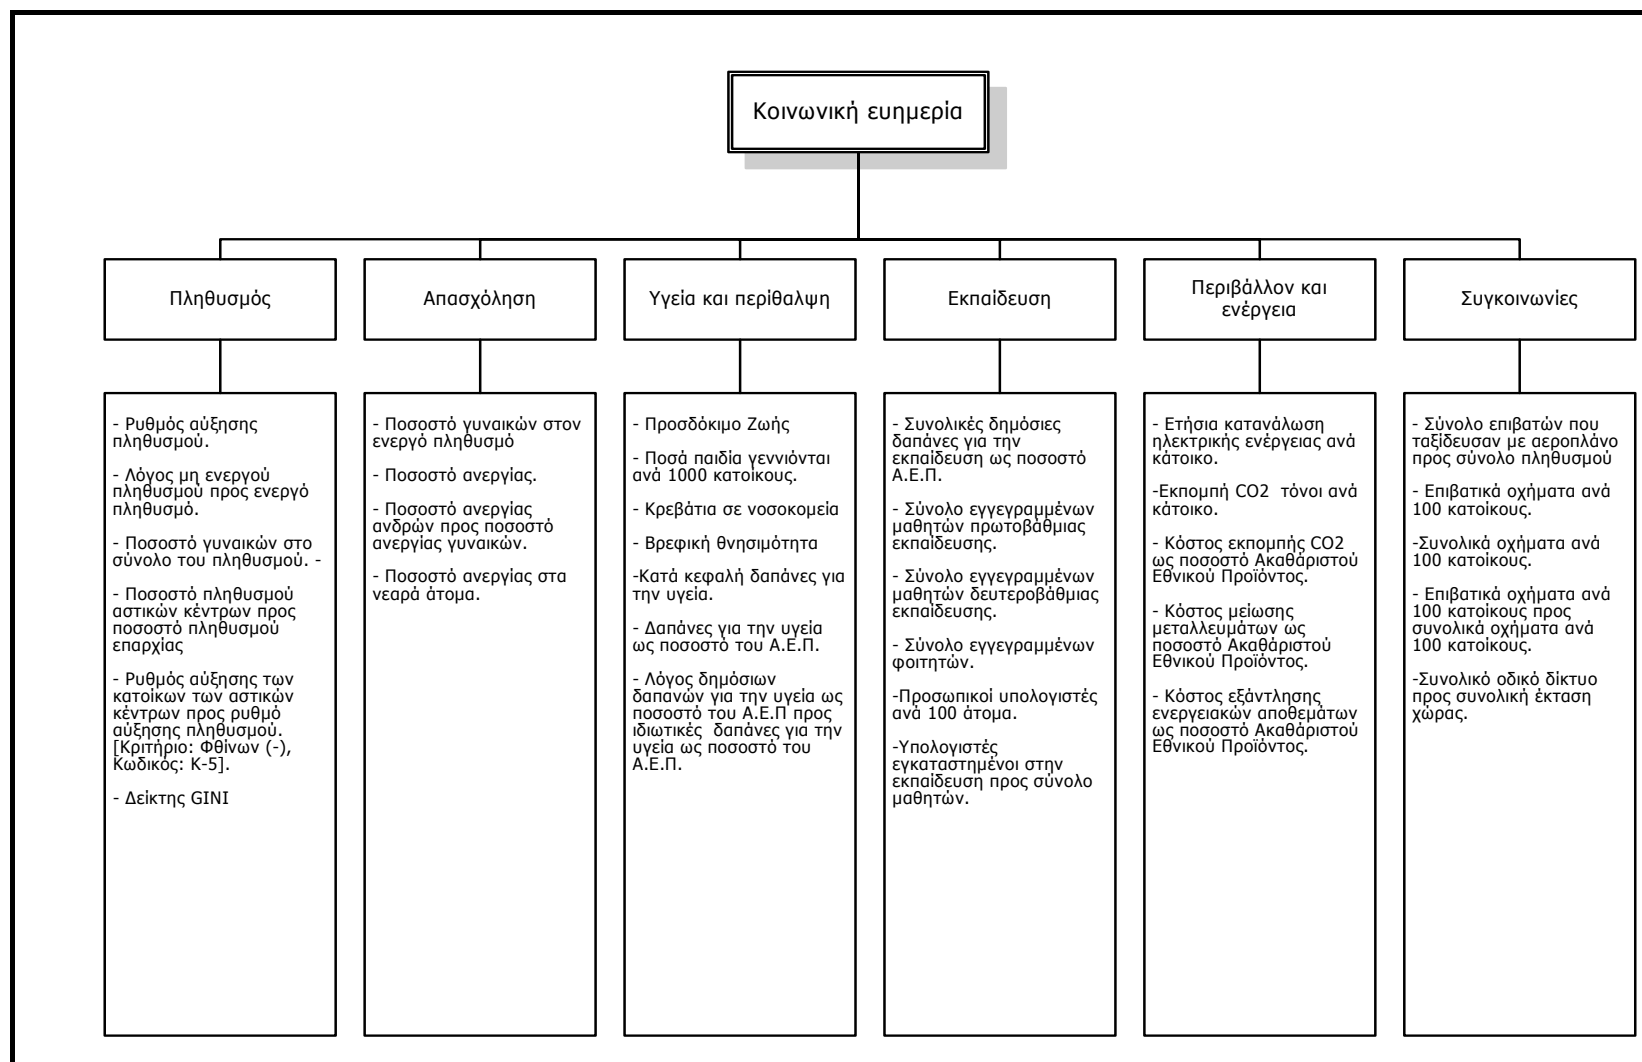 Κοινωνική ευημερία
Πληθυσμός
Απασχόληση
Υγεία και περίθαλψη
Εκπαίδευση
Περιβάλλον και
ενέργεια
Συγκοινωνίες
- Ρυθμός αύξησης
πληθυσμού.
- Λόγος μη ενεργού
πληθυσμού προς ενεργό
πληθυσμό.
- Ποσοστό γυναικών στο
σύνολο του πληθυσμού. -
- Ποσοστό πληθυσμού
αστικών κέντρων προς
ποσοστό πληθυσμού
επαρχίας
- Ρυθμός αύξησης των
κατοίκων των αστικών
κέντρων προς ρυθμό
αύξησης πληθυσμού.
[Κριτήριο: Φθίνων (-),
Κωδικός: Κ-5].
- Δείκτης GINI
- Ποσοστό γυναικών στον
ενεργό πληθυσμό
- Ποσοστό ανεργίας.
- Ποσοστό ανεργίας
ανδρών προς ποσοστό
ανεργίας γυναικών.
- Ποσοστό ανεργίας στα
νεαρά άτομα.
- Προσδόκιμο Ζωής
- Ποσά παιδία γεννιόνται
ανά 1000 κατοίκους.
- Κρεβάτια σε νοσοκομεία
- Βρεφική θνησιμότητα
-Κατά κεφαλή δαπάνες για
την υγεία.
- Δαπάνες για την υγεία
ως ποσοστό του Α.Ε.Π.
- Λόγος δημόσιων
δαπανών για την υγεία ως
ποσοστό του Α.Ε.Π προς
ιδιωτικές  δαπάνες για την
υγεία ως ποσοστό του
Α.Ε.Π.
- Συνολικές δημόσιες
δαπάνες για την
εκπαίδευση ως ποσοστό
Α.Ε.Π.
- Σύνολο εγγεγραμμένων
μαθητών πρωτοβάθμιας
εκπαίδευσης.
- Σύνολο εγγεγραμμένων
μαθητών δευτεροβάθμιας
εκπαίδευσης.
- Σύνολο εγγεγραμμένων
φοιτητών.
-Προσωπικοί υπολογιστές
ανά 100 άτομα.
-Υπολογιστές
εγκαταστημένοι στην
εκπαίδευση προς σύνολο
μαθητών.
- Ετήσια κατανάλωση
ηλεκτρικής ενέργειας ανά
κάτοικο.
-Εκπομπή CO2  τόνοι ανά
κάτοικο.
- Κόστος εκπομπής CO2
ως ποσοστό Ακαθάριστού
Εθνικού Προϊόντος.
- Κόστος μείωσης
μεταλλευμάτων ως
ποσοστό Ακαθάριστού
Εθνικού Προϊόντος.
- Κόστος εξάντλησης
ενεργειακών αποθεμάτων
ως ποσοστό Ακαθάριστού
Εθνικού Προϊόντος.
- Σύνολο επιβατών που
ταξίδευσαν με αεροπλάνο
προς σύνολο πληθυσμού
- Επιβατικά οχήματα ανά
100 κατοίκους.
-Συνολικά οχήματα ανά
100 κατοίκους.
- Επιβατικά οχήματα ανά
100 κατοίκους προς
συνολικά οχήματα ανά
100 κατοίκους.
-Συνολικό οδικό δίκτυο
προς συνολική έκταση
χώρας.